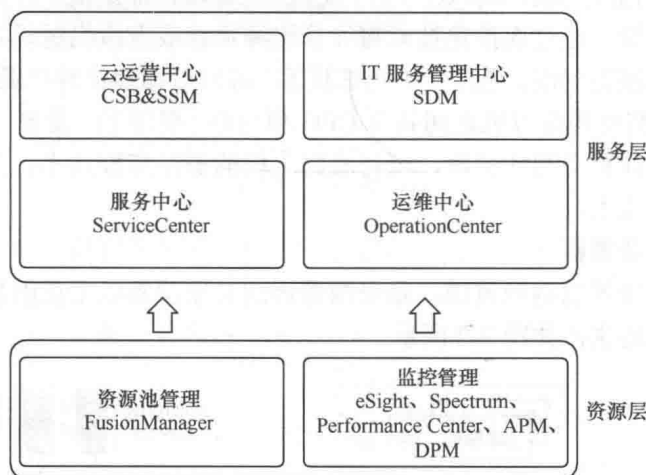 云运营中心
CSB&SSM
IT 服务管理中心
SDM
服务层
服务中心
ServiceCenter
运维中心
OperationCenter
资源池管理
FusionManager
监控管理
eSight、Spectrum、
Performance Center、APM、
DPM
资源层